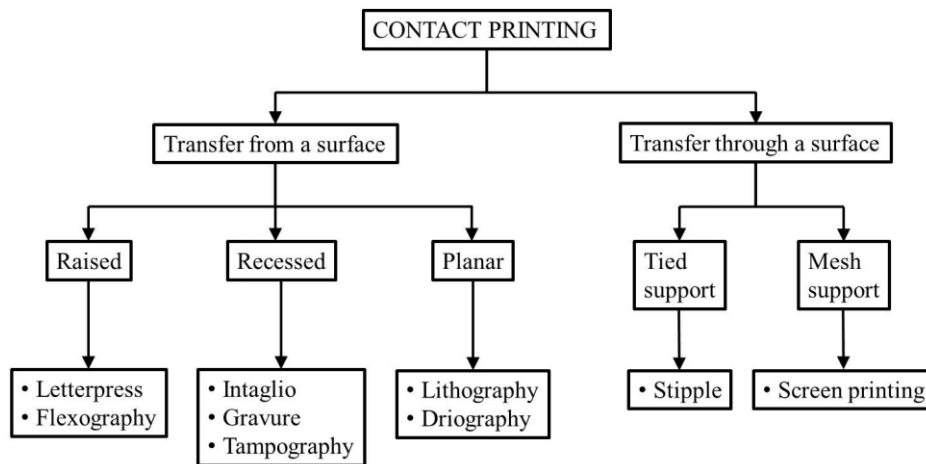 CONTACT PRINTING
Transfer from a surface
Transfer through a surface
Raised
Recessed
Planar
Tied
support
Mesh
support
• Letterpress
• Flexography
• Intaglio
• Gravure
• Tampography
• Lithography
• Driography
• Stipple
• Screen printing